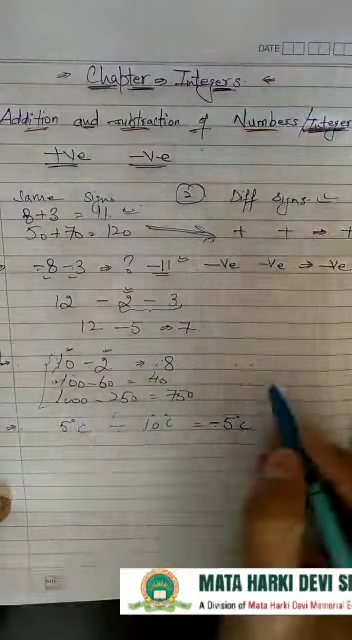 DATE
⇒ Chapter ⇒ Integers. ⇐
Addition and subtraction of Numbers/Integer
+Ve -Ve
Same Signs ② Diff Signs
8+3 = 11
50+70 = 120 + + ⇒ +
-8-3 ⇒ ? -11 -Ve -Ve ⇒ -Ve
12 - 2 - 3
12 - 5 ⇒ 7
10 - 2 ⇒ 8
100-60 = 40
1000 - 250 = 750
⇒ 5°C - 10°C = -5°C
MATA HARKI DEVI S
A Division of Mata Harki Devi Memorial E